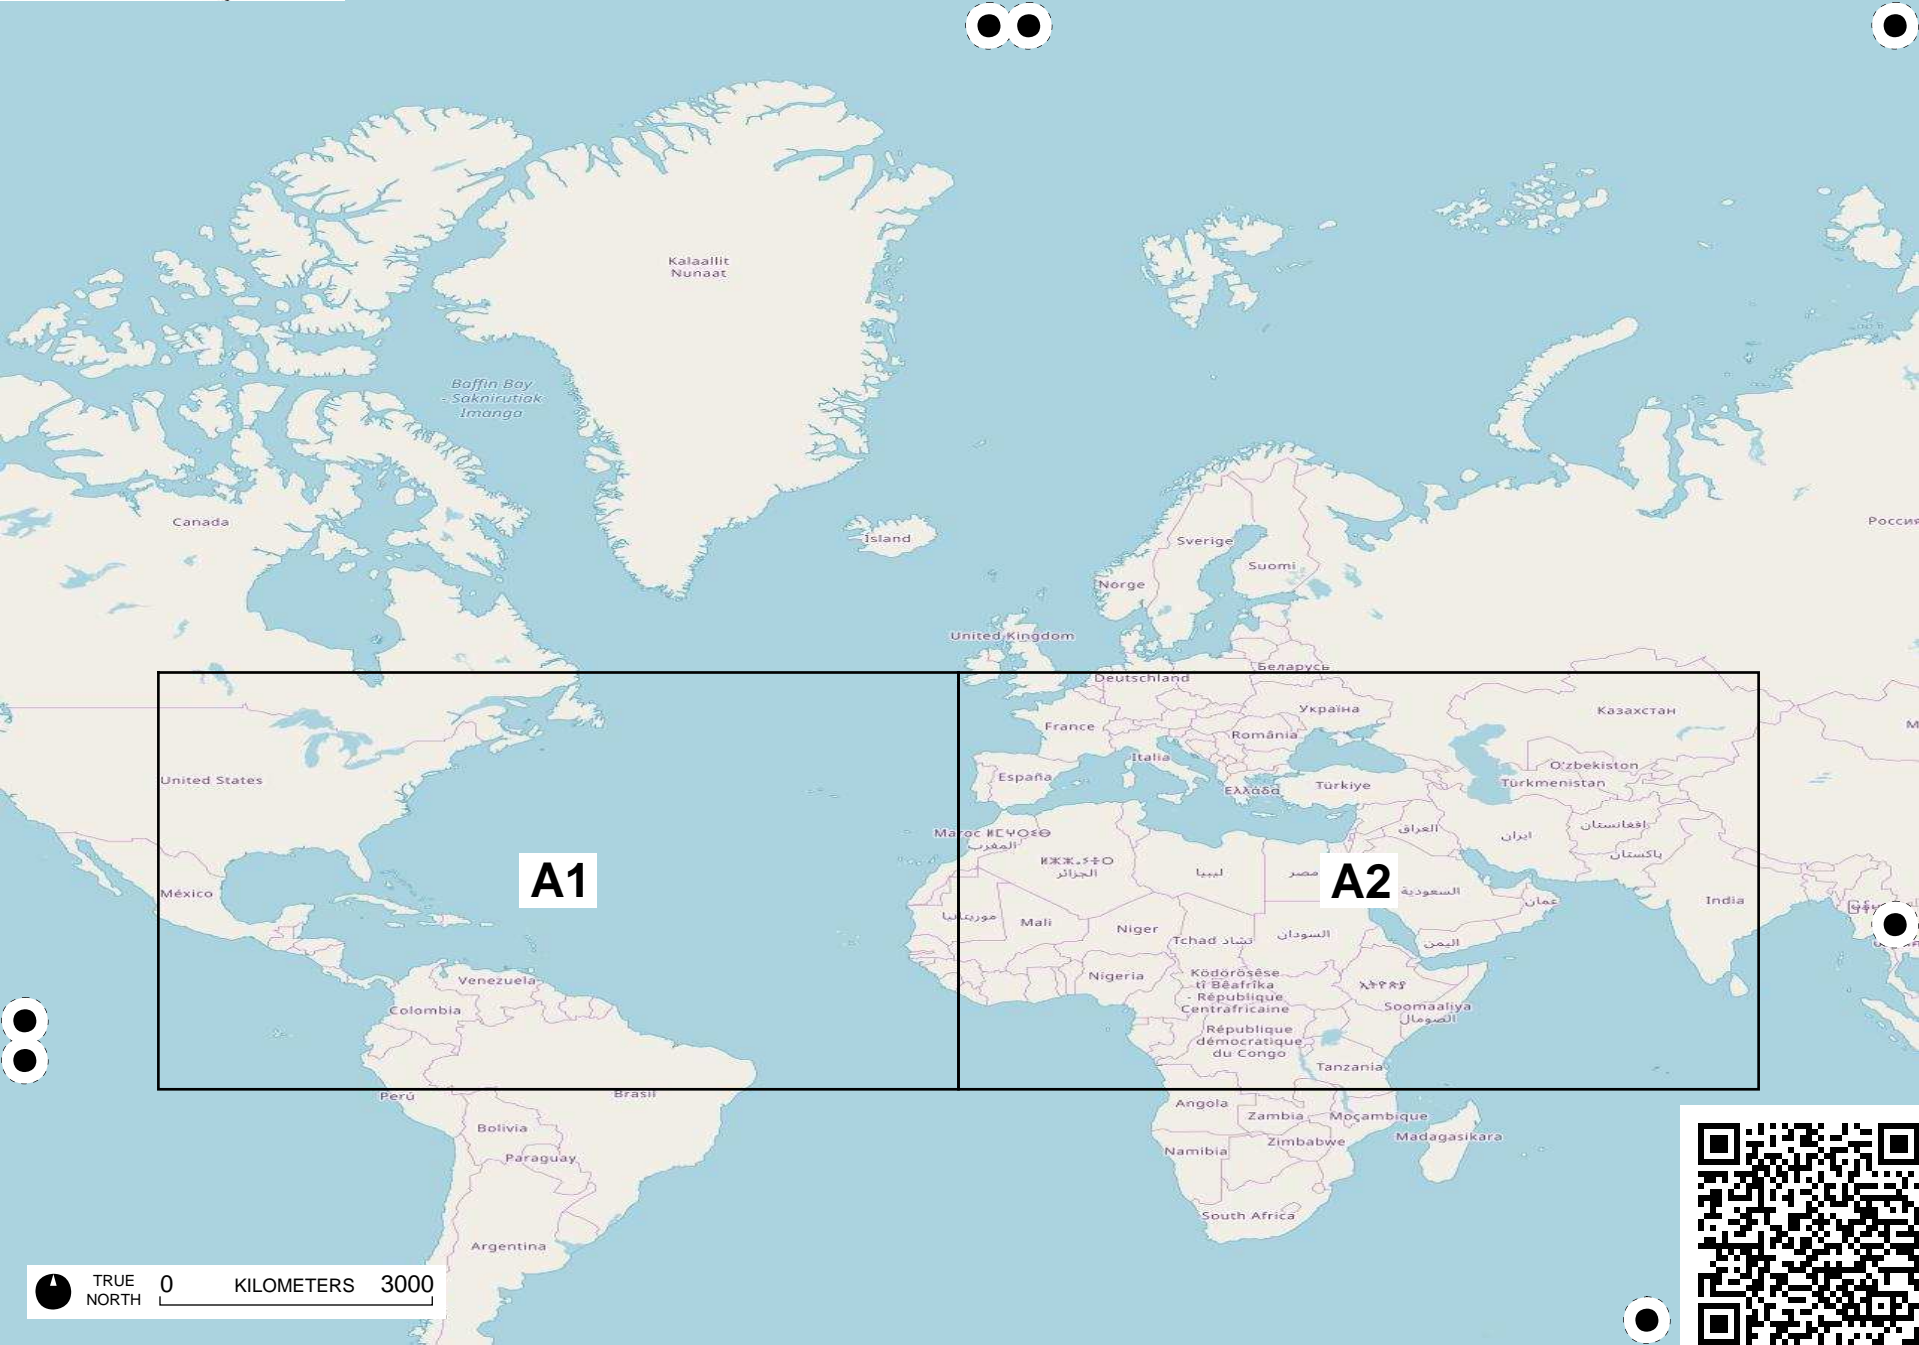 Kalaallit
Nunaat
Baffin Bay
- Saknirutiak
Imanga
Canada
Ísland
Sverige
Suomi
Norge
Россия
United Kingdom
Беларусь
Deutschland
France
Україна
Казахстан
România
Italia
United States
España
Ελλάδα
Türkiye
O'zbekiston
Türkmenistan
Maroc ⵍⵎⵖⵔⵉⴱ
المغرب
العراق
ایران
افغانستان
پاکستان
الجزائر
ليبيا
مصر
السعودية
عمان
México
A1
A2
India
موريتانيا
Mali
Niger
Tchad تشاد
السودان
اليمن
Venezuela
Nigeria
Ködörösêse
tî Bêafrîka
- République
Centrafricaine
Soomaaliya
الصومال
Colombia
République
démocratique
du Congo
Tanzania
Perú
Brasil
Angola
Zambia
Moçambique
Bolivia
Zimbabwe
Madagasikara
Paraguay
Namibia
South Africa
Argentina
TRUE
NORTH
0 KILOMETERS 3000